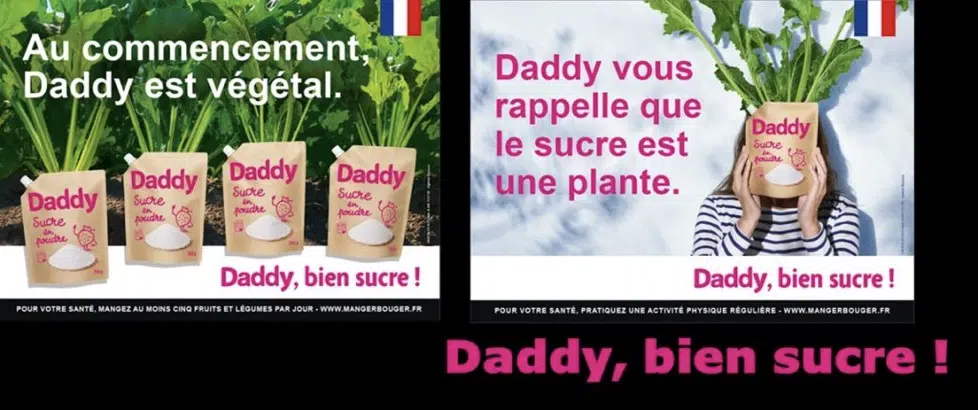 Au commencement,
Daddy est végétal.
Daddy
Sucre
en
poudre
Daddy
Sucre
en
poudre
Daddy
Sucre
en
poudre
Daddy
Sucre
en
poudre
Daddy, bien sucre !
POUR VOTRE SANTÉ, MANGEZ AU MOINS CINQ FRUITS ET LÉGUMES PAR JOUR - WWW.MANGERBOUGER.FR
Daddy vous
rappelle que
le sucre est
une plante.
Daddy
Sucre
en
poudre
Daddy, bien sucre !
POUR VOTRE SANTÉ, PRATIQUEZ UNE ACTIVITÉ PHYSIQUE RÉGULIÈRE - WWW.MANGERBOUGER.FR
Daddy, bien sucre !